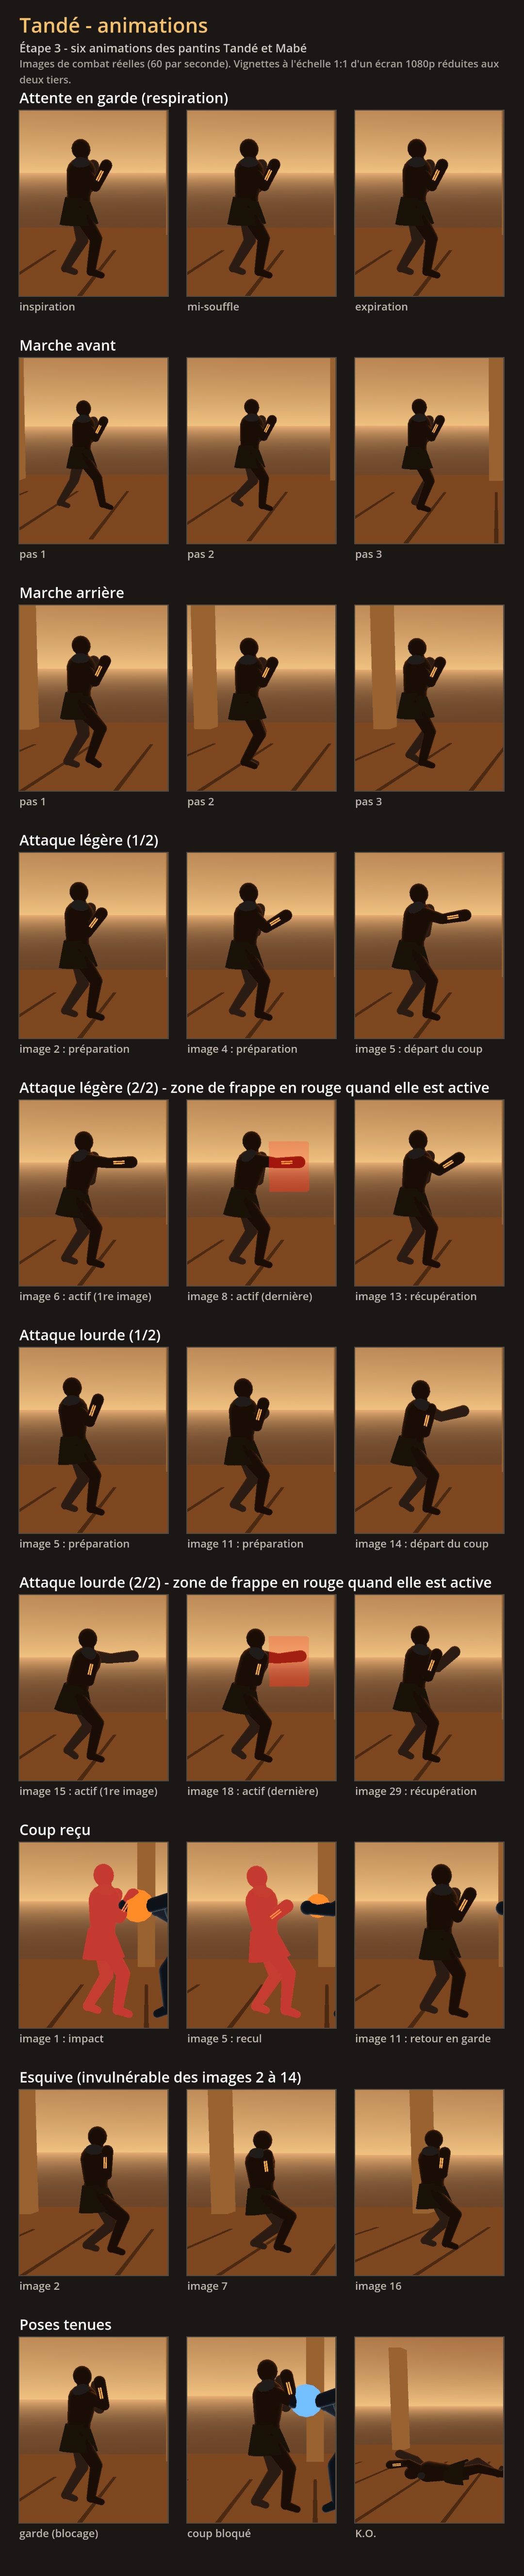 Tandé - animations
Étape 3 - six animations des pantins Tandé et Mabé
Images de combat réelles (60 par seconde). Vignettes à l'échelle 1:1 d'un écran 1080p réduites aux
deux tiers.
Attente en garde (respiration)
inspiration
mi-souffle
expiration
Marche avant
pas 1
pas 2
pas 3
Marche arrière
pas 1
pas 2
pas 3
Attaque légère (1/2)
image 2 : préparation
image 4 : préparation
image 5 : départ du coup
Attaque légère (2/2) - zone de frappe en rouge quand elle est active
image 6 : actif (1re image)
image 8 : actif (dernière)
image 13 : récupération
Attaque lourde (1/2)
image 5 : préparation
image 11 : préparation
image 14 : départ du coup
Attaque lourde (2/2) - zone de frappe en rouge quand elle est active
image 15 : actif (1re image)
image 18 : actif (dernière)
image 29 : récupération
Coup reçu
image 1 : impact
image 5 : recul
image 11 : retour en garde
Esquive (invulnérable des images 2 à 14)
image 2
image 7
image 16
Poses tenues
garde (blocage)
coup bloqué
K.O.